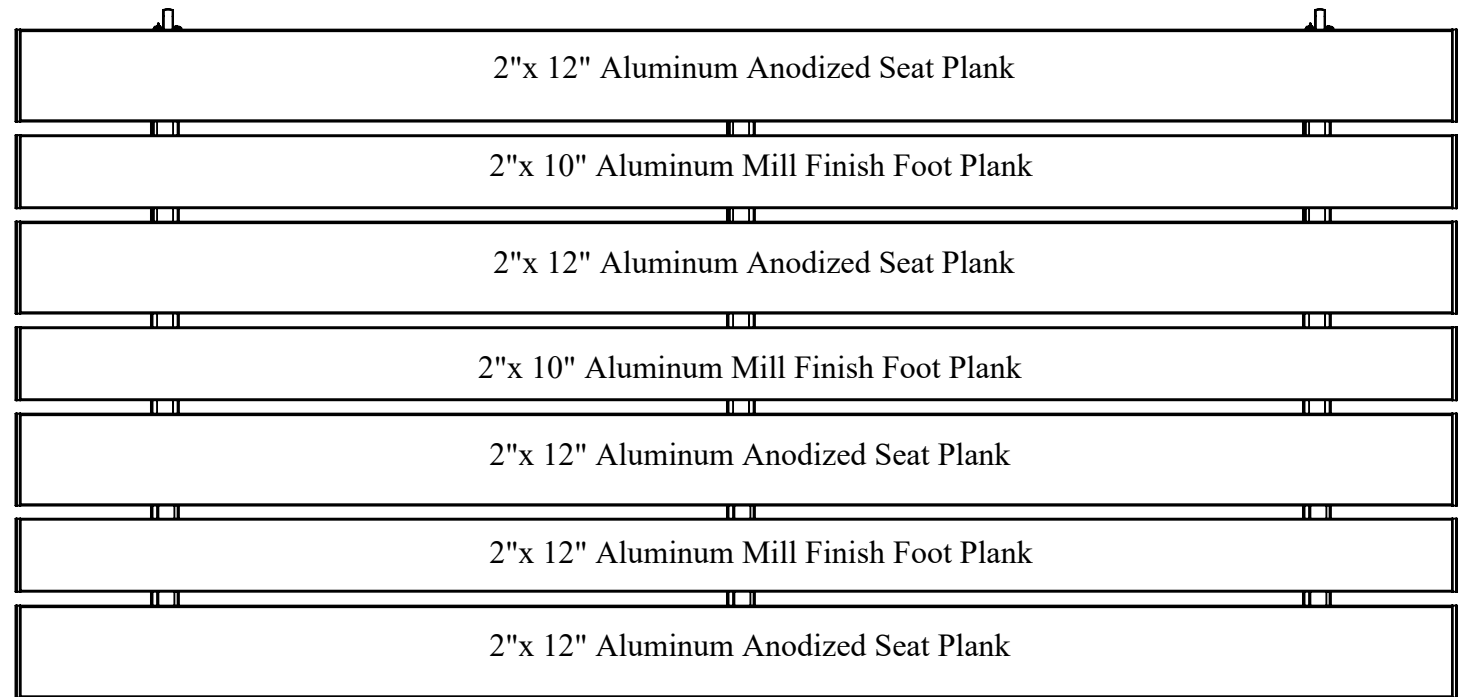 2"x 12" Aluminum Anodized Seat Plank
2"x 10" Aluminum Mill Finish Foot Plank
2"x 12" Aluminum Anodized Seat Plank
2"x 10" Aluminum Mill Finish Foot Plank
2"x 12" Aluminum Anodized Seat Plank
2"x 12" Aluminum Mill Finish Foot Plank
2"x 12" Aluminum Anodized Seat Plank